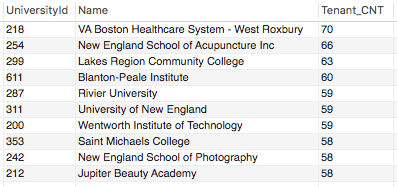 UniversityId Name Tenant_CNT
218 VA Boston Healthcare System - West Roxbury 70
254 New England School of Acupuncture Inc 66
299 Lakes Region Community College 63
611 Blanton-Peale Institute 60
287 Rivier University 59
311 University of New England 59
200 Wentworth Institute of Technology 59
353 Saint Michaels College 58
242 New England School of Photography 58
212 Jupiter Beauty Academy 58